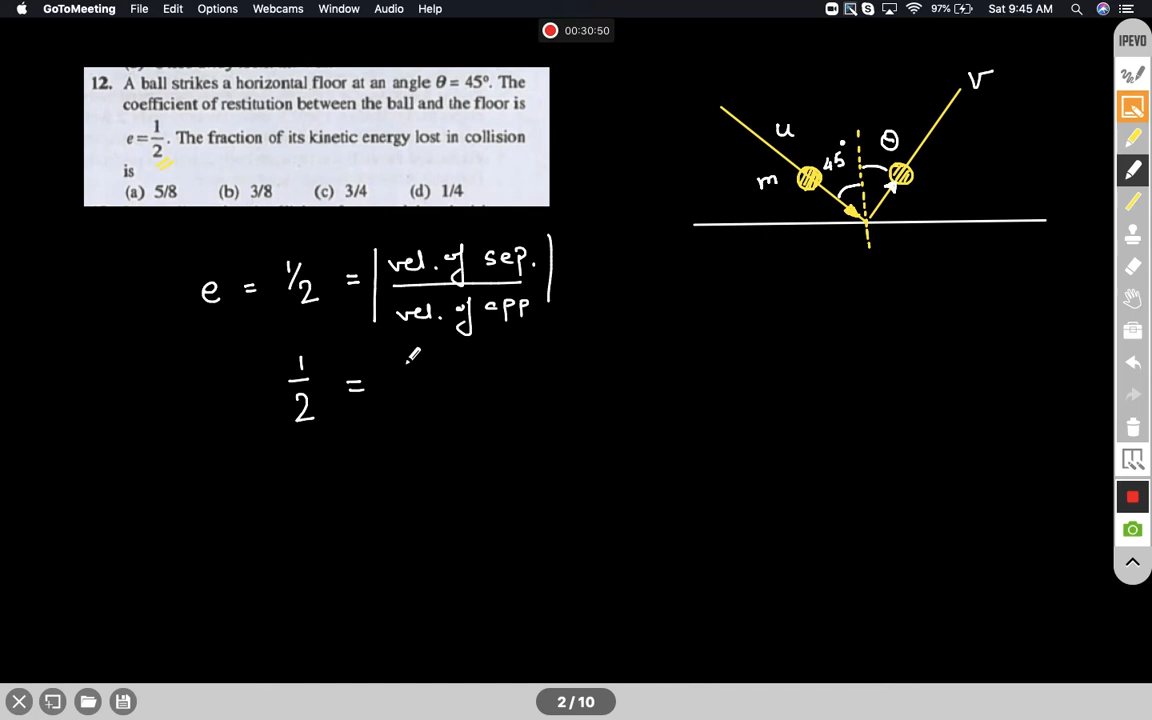 GoToMeeting File Edit Options Webcams Window Audio Help 97% Sat 9:45 AM
00:30:50
IPEVO
12. A ball strikes a horizontal floor at an angle θ = 45°. The
coefficient of restitution between the ball and the floor is
e = 1/2. The fraction of its kinetic energy lost in collision
is
(a) 5/8 (b) 3/8 (c) 3/4 (d) 1/4
v
u
θ
45°
m
e = 1/2 = | vel. of sep. / vel. of app |
1/2 =
2 / 10